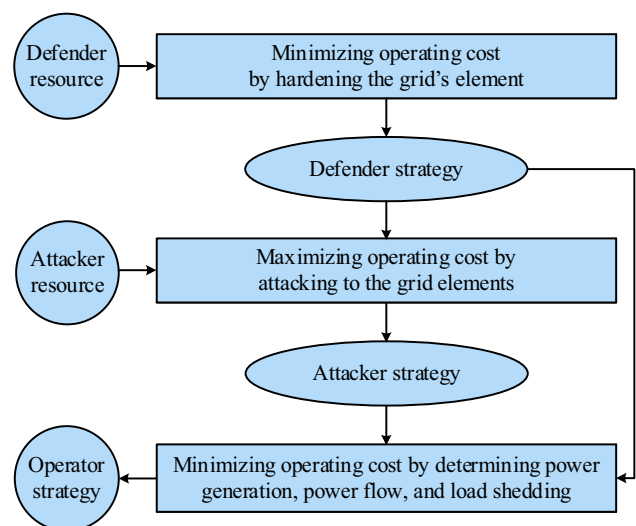 Defender
resource
Minimizing operating cost
by hardening the grid's element
Defender strategy
Attacker
resource
Maximizing operating cost by
attacking to the grid elements
Attacker strategy
Operator
strategy
Minimizing operating cost by determining power
generation, power flow, and load shedding